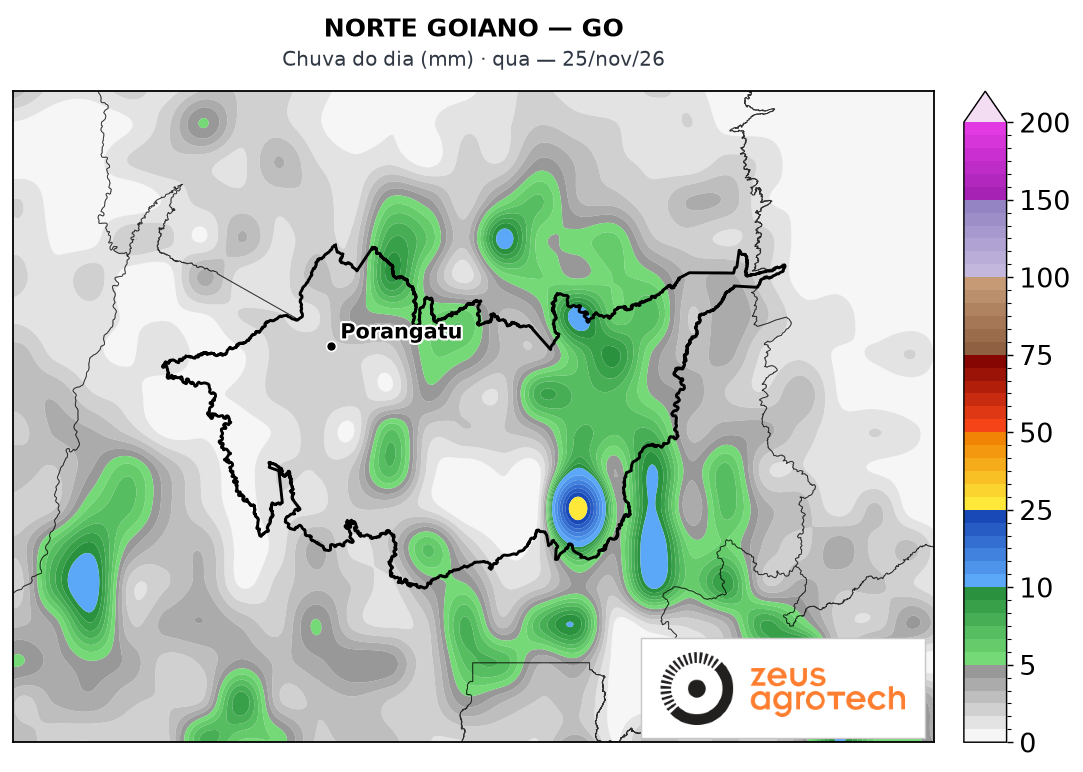 NORTE GOIANO — GO
Chuva do dia (mm) · qua — 25/nov/26
200
150
100
75
50
25
10
5
0
Porangatu
zeus
agrotech